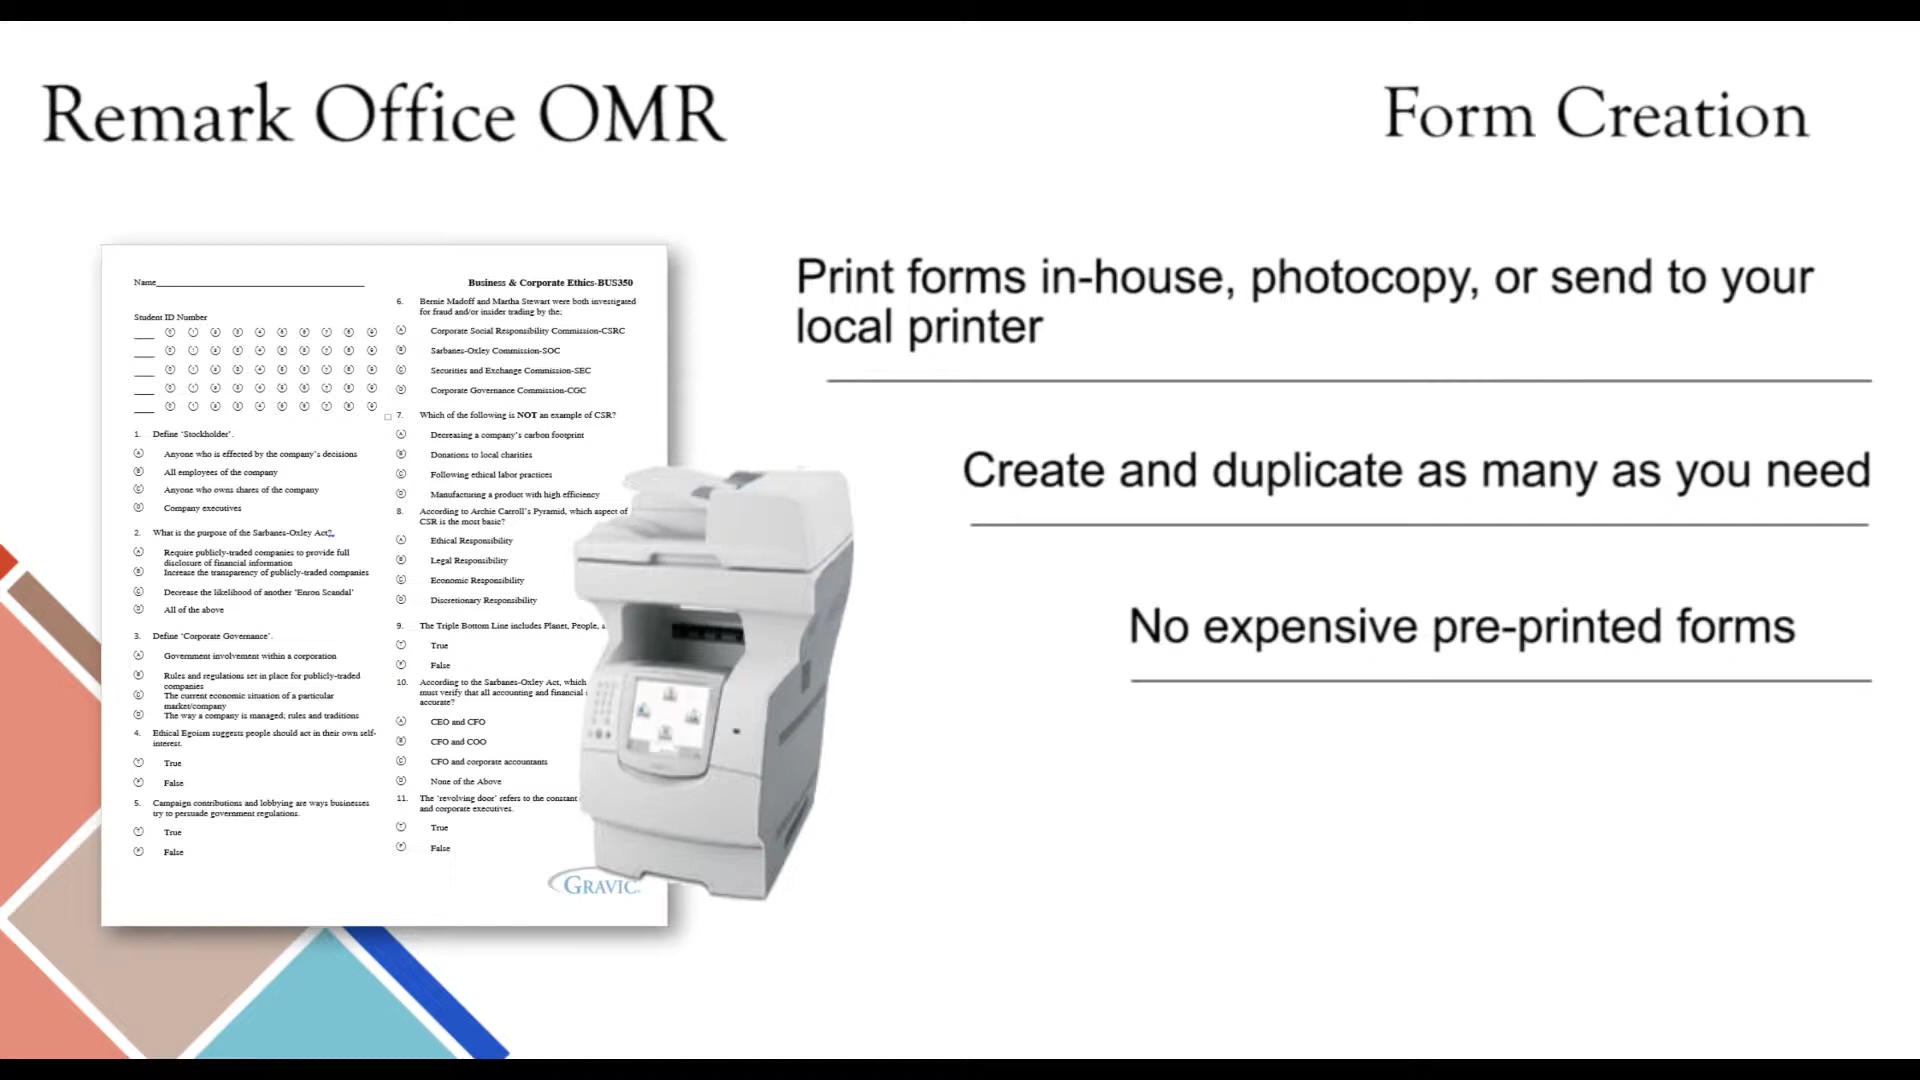 Remark Office OMR
Form Creation
Name
Business & Corporate Ethics-BUS350
Student ID Number
1. Define ‘Stockholder’.
A Anyone who is effected by the company’s decisions
B All employees of the company
C Anyone who owns shares of the company
D Company executives
2. What is the purpose of the Sarbanes-Oxley Act?
A Require publicly-traded companies to provide full
disclosure of financial information
B Increase the transparency of publicly-traded companies
C Decrease the likelihood of another ‘Enron Scandal’
D All of the above
3. Define ‘Corporate Governance’.
A Government involvement within a corporation
B Rules and regulations set in place for publicly-traded
companies
C The current economic situation of a particular
market/company
D The way a company is managed; rules and traditions
4. Ethical Egoism suggests people should act in their own self-
interest.
T True
F False
5. Campaign contributions and lobbying are ways businesses
try to persuade government regulations.
T True
F False
6. Bernie Madoff and Martha Stewart were both investigated
for fraud and/or insider trading by the;
A Corporate Social Responsibility Commission-CSRC
B Sarbanes-Oxley Commission-SOC
C Securities and Exchange Commission-SEC
D Corporate Governance Commission-CGC
7. Which of the following is NOT an example of CSR?
A Decreasing a company’s carbon footprint
B Donations to local charities
C Following ethical labor practices
D Manufacturing a product with high efficiency
8. According to Archie Carroll’s Pyramid, which aspect of
CSR is the most basic?
A Ethical Responsibility
B Legal Responsibility
C Economic Responsibility
D Discretionary Responsibility
9. The Triple Bottom Line includes Planet, People,
T True
F False
10. According to the Sarbanes-Oxley Act, which
must verify that all accounting and financial
accurate?
A CEO and CFO
B CFO and COO
C CFO and corporate accountants
D None of the Above
11. The ‘revolving door’ refers to the constant
and corporate executives.
T True
F False
GRAVIC
Print forms in-house, photocopy, or send to your
local printer
Create and duplicate as many as you need
No expensive pre-printed forms